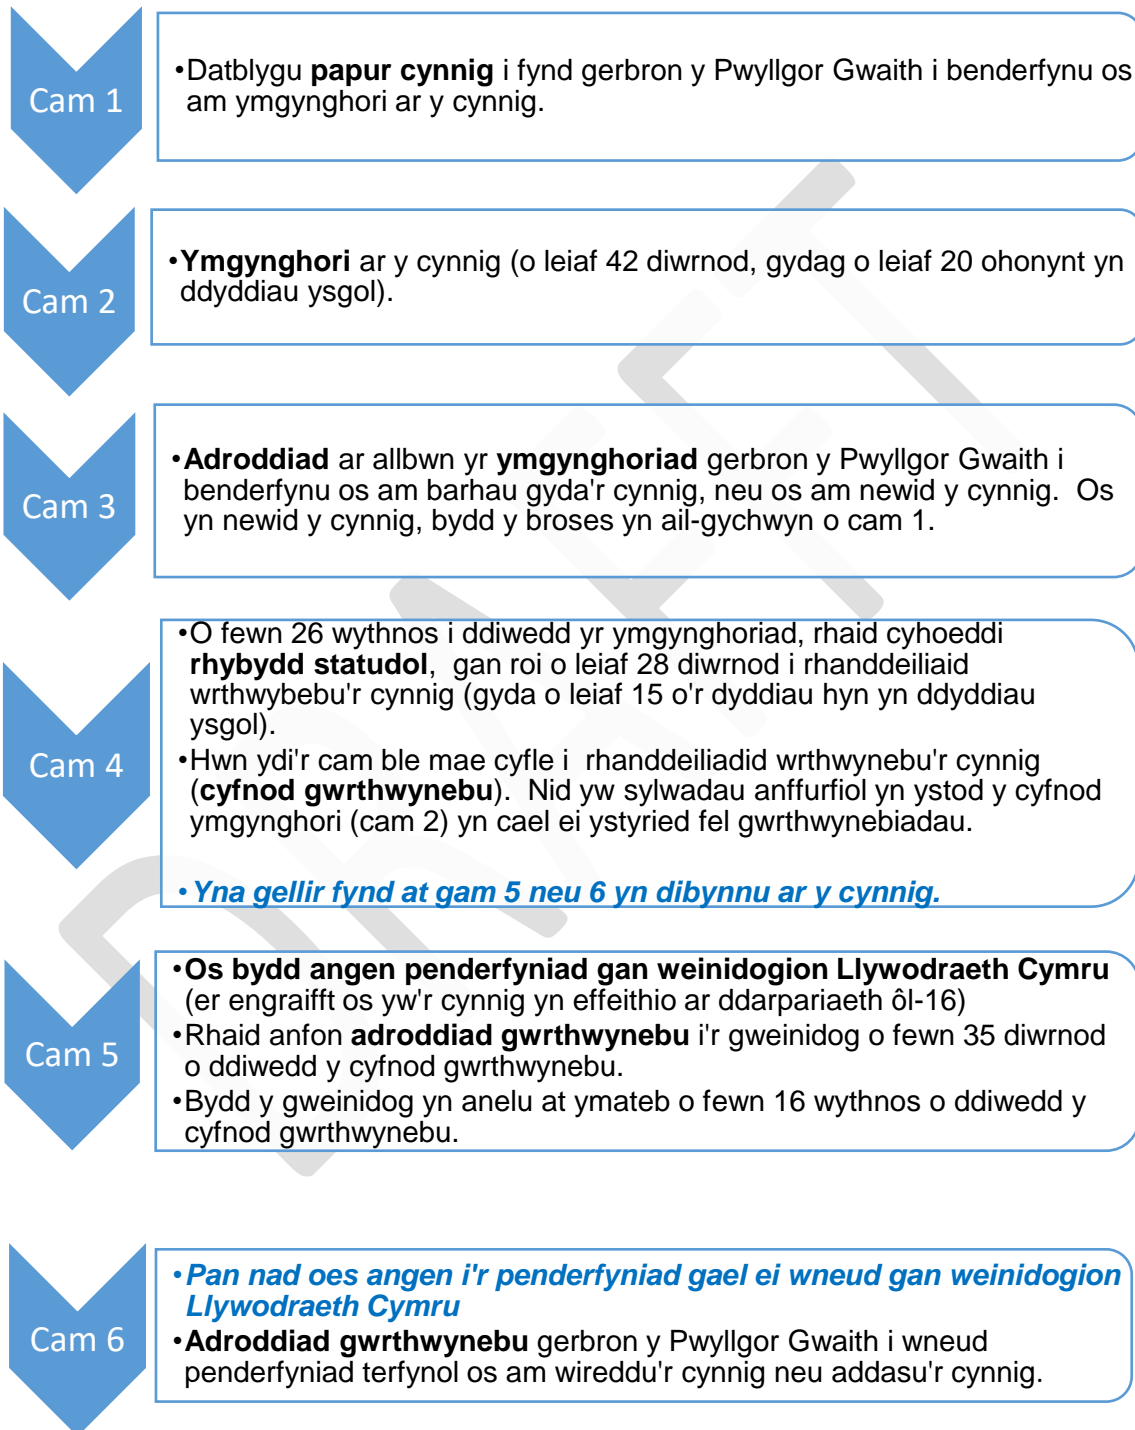 Cam 1
•Datblygu papur cynnig i fynd gerbron y Pwyllgor Gwaith i benderfynu os
am ymgynghori ar y cynnig.
Cam 2
•Ymgynghori ar y cynnig (o leiaf 42 diwrnod, gydag o leiaf 20 ohonynt yn
ddyddiau ysgol).
Cam 3
•Adroddiad ar allbwn yr ymgynghoriad gerbron y Pwyllgor Gwaith i
benderfynu os am barhau gyda'r cynnig, neu os am newid y cynnig. Os
yn newid y cynnig, bydd y broses yn ail-gychwyn o cam 1.
Cam 4
•O fewn 26 wythnos i ddiwedd yr ymgynghoriad, rhaid cyhoeddi
rhybydd statudol, gan roi o leiaf 28 diwrnod i rhanddeiliaid
wrthwybebu'r cynnig (gyda o leiaf 15 o'r dyddiau hyn yn ddyddiau
ysgol).
•Hwn ydi'r cam ble mae cyfle i rhanddeiliadid wrthwynebu'r cynnig
(cyfnod gwrthwynebu). Nid yw sylwadau anffurfiol yn ystod y cyfnod
ymgynghori (cam 2) yn cael ei ystyried fel gwrthwynebiadau.
•Yna gellir fynd at gam 5 neu 6 yn dibynnu ar y cynnig.
Cam 5
•Os bydd angen penderfyniad gan weinidogion Llywodraeth Cymru
(er engraifft os yw'r cynnig yn effeithio ar ddarpariaeth ôl-16)
•Rhaid anfon adroddiad gwrthwynebu i'r gweinidog o fewn 35 diwrnod
o ddiwedd y cyfnod gwrthwynebu.
•Bydd y gweinidog yn anelu at ymateb o fewn 16 wythnos o ddiwedd y
cyfnod gwrthwynebu.
Cam 6
•Pan nad oes angen i'r penderfyniad gael ei wneud gan weinidogion
Llywodraeth Cymru
•Adroddiad gwrthwynebu gerbron y Pwyllgor Gwaith i wneud
penderfyniad terfynol os am wireddu'r cynnig neu addasu'r cynnig.
DRAFT